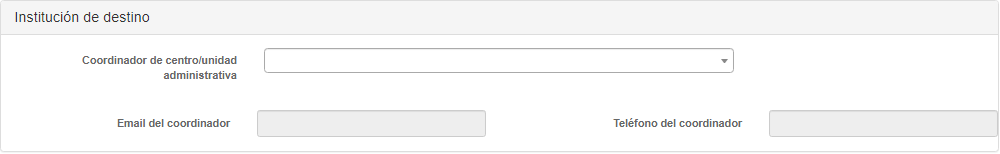 Institución de destino
Coordinador de centro/unidad
administrativa
Email del coordinador
Teléfono del coordinador